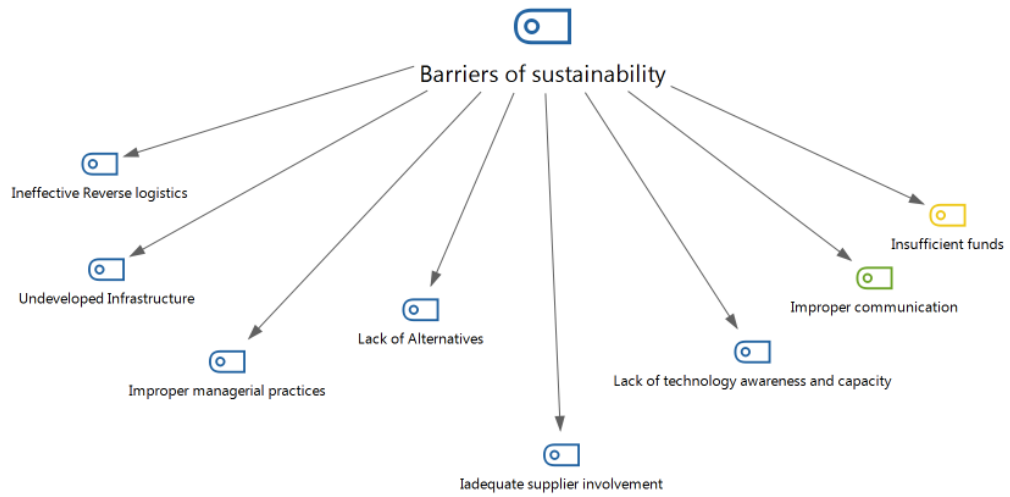 Barriers of sustainability
Ineffective Reverse logistics
Insufficient funds
Undeveloped Infrastructure
Improper communication
Lack of Alternatives
Lack of technology awareness and capacity
Improper managerial practices
Iadequate supplier involvement